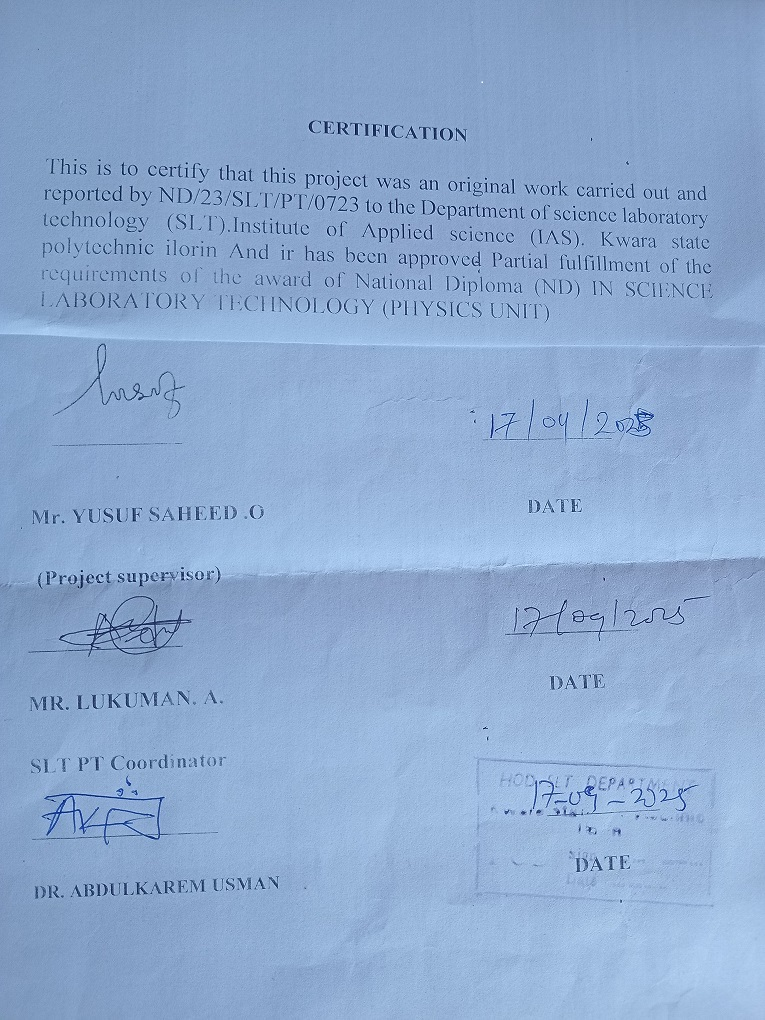 CERTIFICATION
This is to certify that this project was an original work carried out and
reported by ND/23/SLT/PT/0723 to the Department of science laboratory
technology (SLT).Institute of Applied science (IAS). Kwara state
polytechnic ilorin And ir has been approved Partial fulfillment of the
requirements of the award of National Diploma (ND) IN SCIENCE
LABORATORY TECHNOLOGY (PHYSICS UNIT)
: 17/09/2025
Mr. YUSUF SAHEED .O
DATE
(Project supervisor)
17/09/2025
MR. LUKUMAN. A.
DATE
SLT PT Coordinator
:
HOD SLT DEPARTMENT
17-09-2025
DR. ABDULKAREM USMAN
DATE